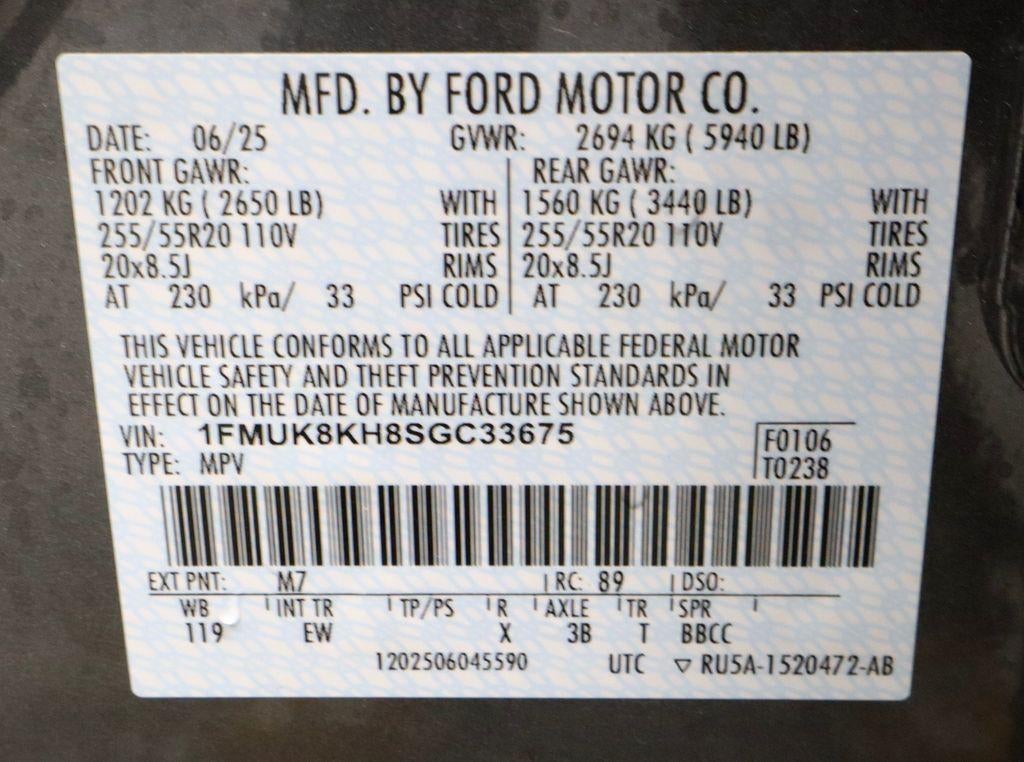 MFD. BY FORD MOTOR CO.
DATE: 06/25 GVWR: 2694 KG ( 5940 LB)
FRONT GAWR: REAR GAWR:
1202 KG ( 2650 LB) WITH 1560 KG ( 3440 LB) WITH
255/55R20 110V TIRES 255/55R20 110V TIRES
20x8.5J RIMS 20x8.5J RIMS
AT 230 kPa/ 33 PSI COLD AT 230 kPa/ 33 PSI COLD
THIS VEHICLE CONFORMS TO ALL APPLICABLE FEDERAL MOTOR
VEHICLE SAFETY AND THEFT PREVENTION STANDARDS IN
EFFECT ON THE DATE OF MANUFACTURE SHOWN ABOVE.
VIN: 1FMUK8KH8SGC33675 F0106
TYPE: MPV T0238
EXT PNT: M7 RC: 89 DSO:
WB INT TR TP/PS R AXLE TR SPR
119 EW X 3B T BBCC
1202506045590 UTC ▽ RU5A-1520472-AB